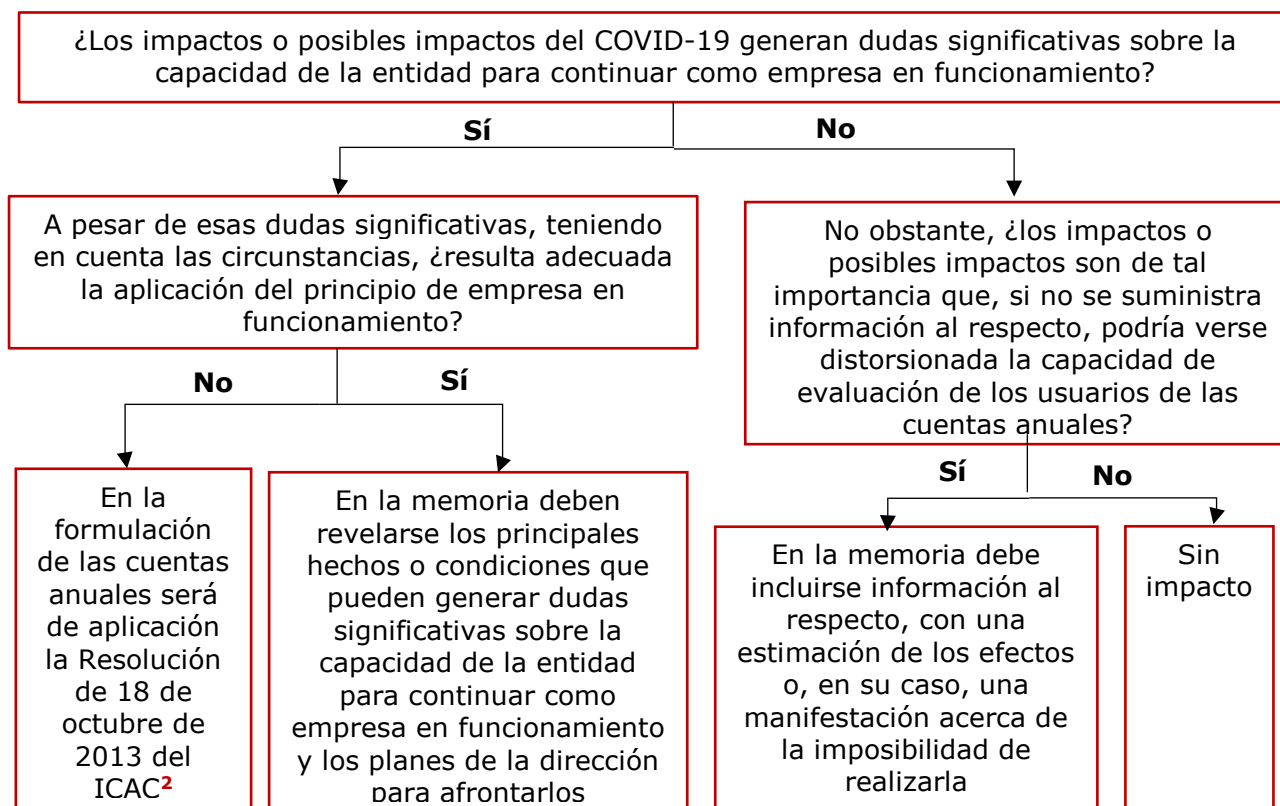 ¿Los impactos o posibles impactos del COVID-19 generan dudas significativas sobre la
capacidad de la entidad para continuar como empresa en funcionamiento?
Sí
No
A pesar de esas dudas significativas, teniendo
en cuenta las circunstancias, ¿resulta adecuada
la aplicación del principio de empresa en
funcionamiento?
No obstante, ¿los impactos o
posibles impactos son de tal
importancia que, si no se suministra
información al respecto, podría verse
distorsionada la capacidad de
evaluación de los usuarios de las
cuentas anuales?
No
Sí
Sí
No
En la
formulación
de las cuentas
anuales será
de aplicación
la Resolución
de 18 de
octubre de
2013 del
ICAC²
En la memoria deben
revelarse los principales
hechos o condiciones que
pueden generar dudas
significativas sobre la
capacidad de la entidad
para continuar como
empresa en funcionamiento
y los planes de la dirección
para afrontarlos
En la memoria debe
incluirse información al
respecto, con una
estimación de los efectos
o, en su caso, una
manifestación acerca de
la imposibilidad de
realizarla
Sin
impacto